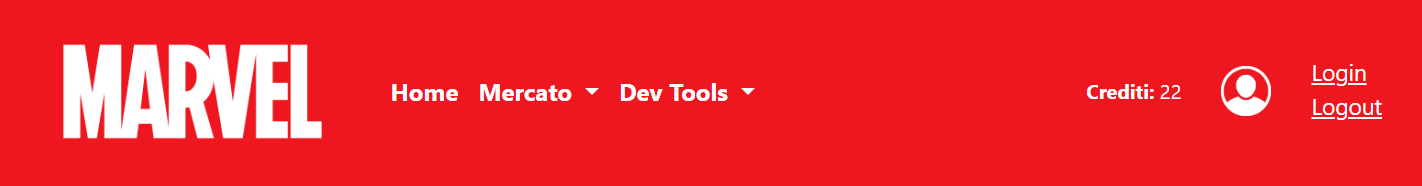 MARVEL
Home Mercato Dev Tools
Crediti: 22
Login
Logout